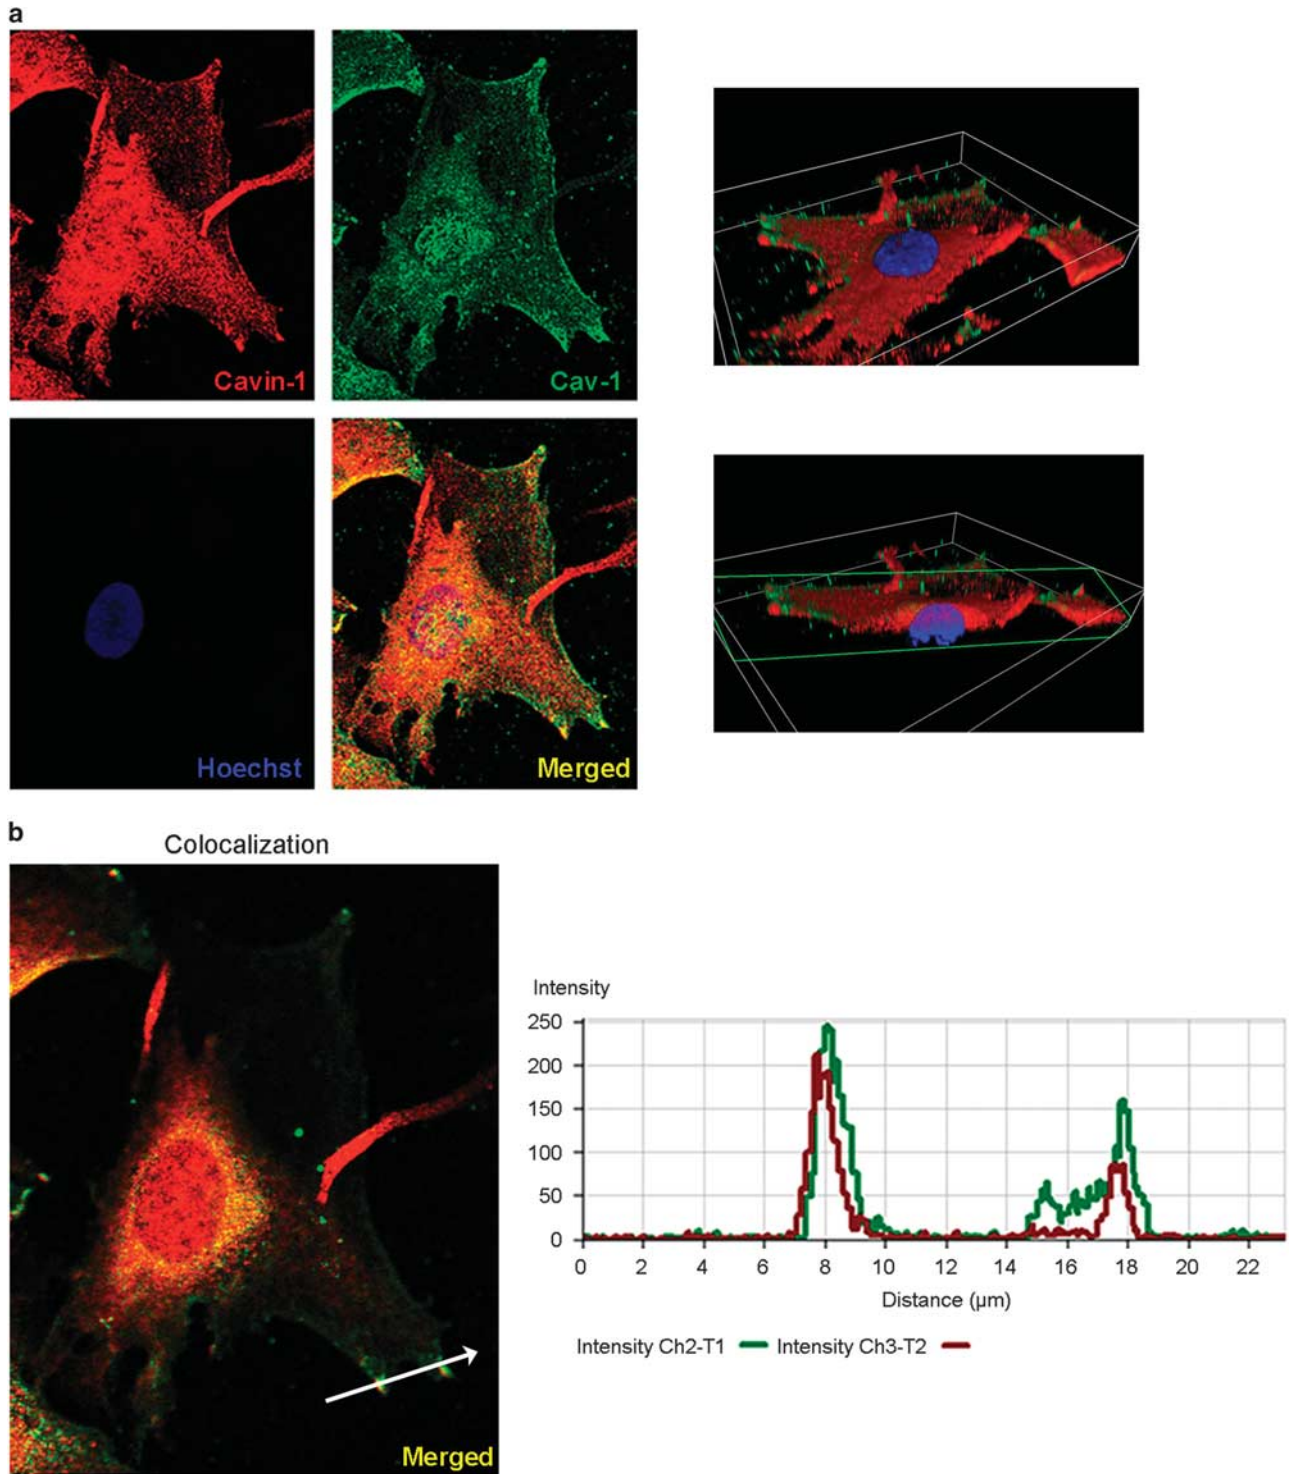 a
Cavin-1
Cav-1
Hoechst
Merged
b
Colocalization
Merged
Intensity
250
200
150
100
50
0
0 2 4 6 8 10 12 14 16 18 20 22
Distance (µm)
Intensity Ch2-T1 Intensity Ch3-T2